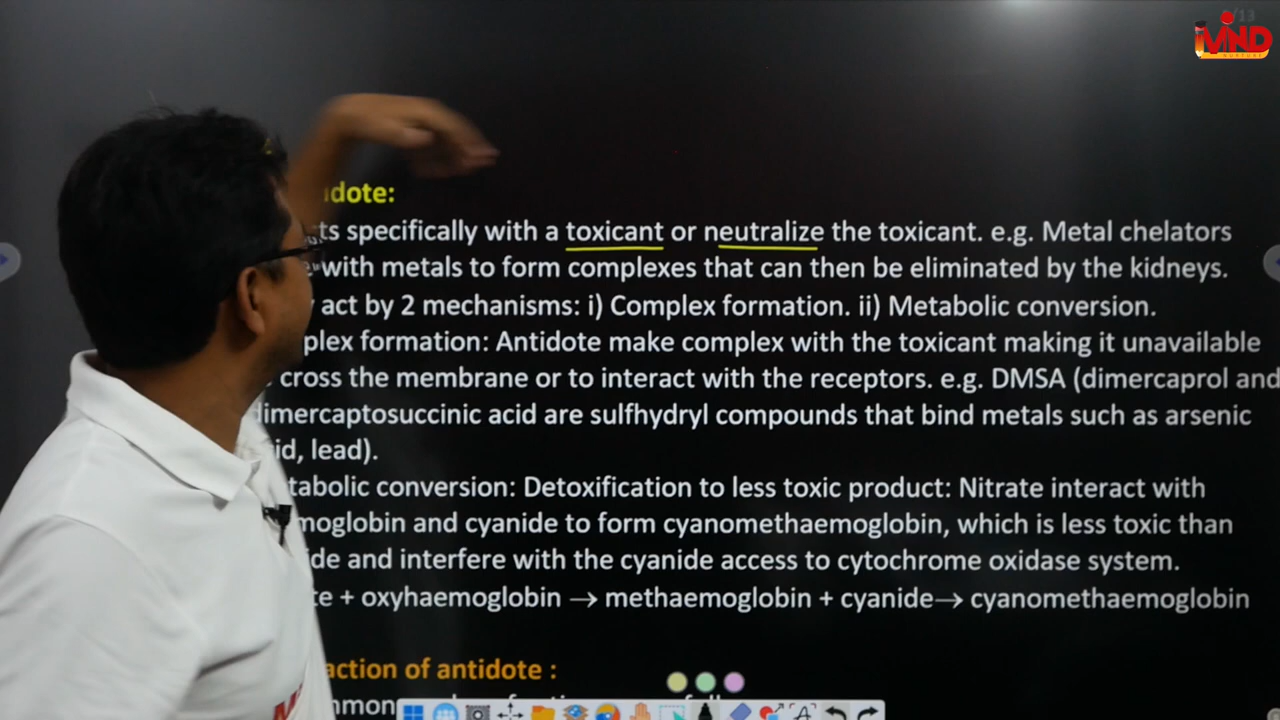 /13
iMIND
NURTURE
idote:
ts specifically with a toxicant or neutralize the toxicant. e.g. Metal chelators
with metals to form complexes that can then be eliminated by the kidneys.
act by 2 mechanisms: i) Complex formation. ii) Metabolic conversion.
plex formation: Antidote make complex with the toxicant making it unavailable
cross the membrane or to interact with the receptors. e.g. DMSA (dimercaprol and
dimercaptosuccinic acid are sulfhydryl compounds that bind metals such as arsenic
id, lead).
tabolic conversion: Detoxification to less toxic product: Nitrate interact with
moglobin and cyanide to form cyanomethaemoglobin, which is less toxic than
ide and interfere with the cyanide access to cytochrome oxidase system.
te + oxyhaemoglobin → methaemoglobin + cyanide→ cyanomethaemoglobin
action of antidote :
mmon